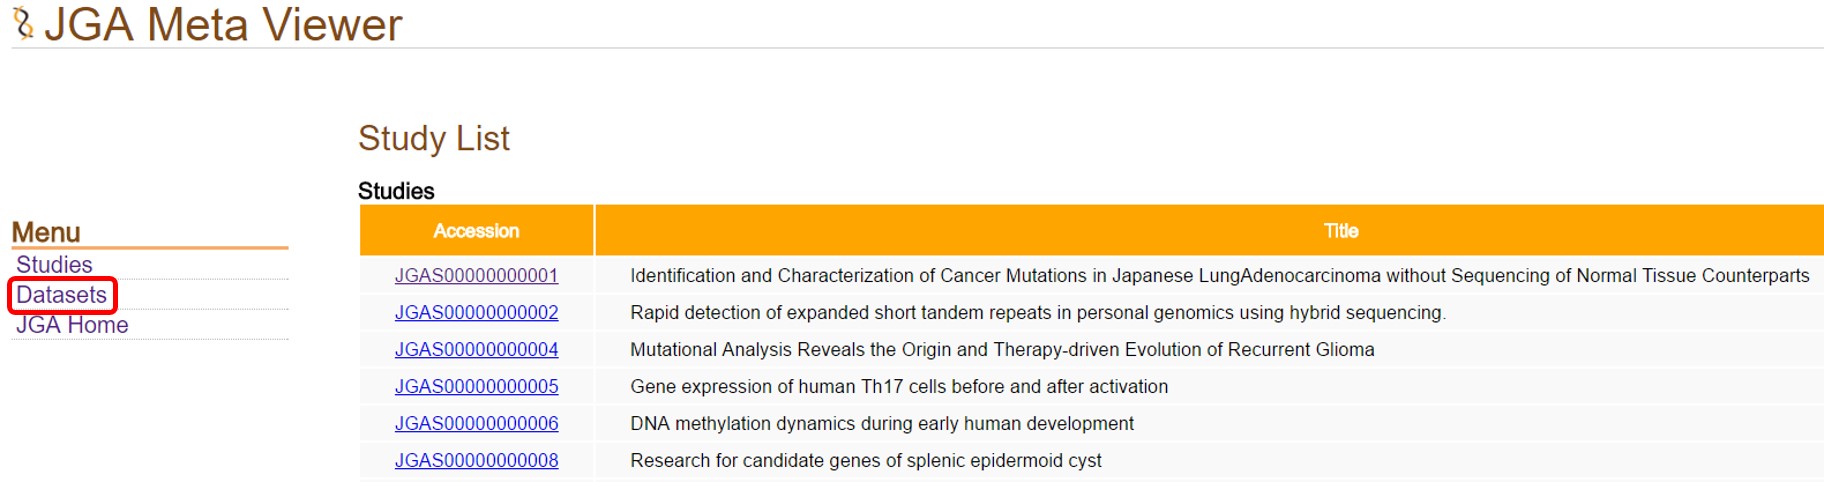 JGA Meta Viewer
Study List
Studies
Menu
Studies
Datasets
JGA Home
Accession Title
JGAS00000000001 Identification and Characterization of Cancer Mutations in Japanese LungAdenocarcinoma without Sequencing of Normal Tissue Counterparts
JGAS00000000002 Rapid detection of expanded short tandem repeats in personal genomics using hybrid sequencing.
JGAS00000000004 Mutational Analysis Reveals the Origin and Therapy-driven Evolution of Recurrent Glioma
JGAS00000000005 Gene expression of human Th17 cells before and after activation
JGAS00000000006 DNA methylation dynamics during early human development
JGAS00000000008 Research for candidate genes of splenic epidermoid cyst